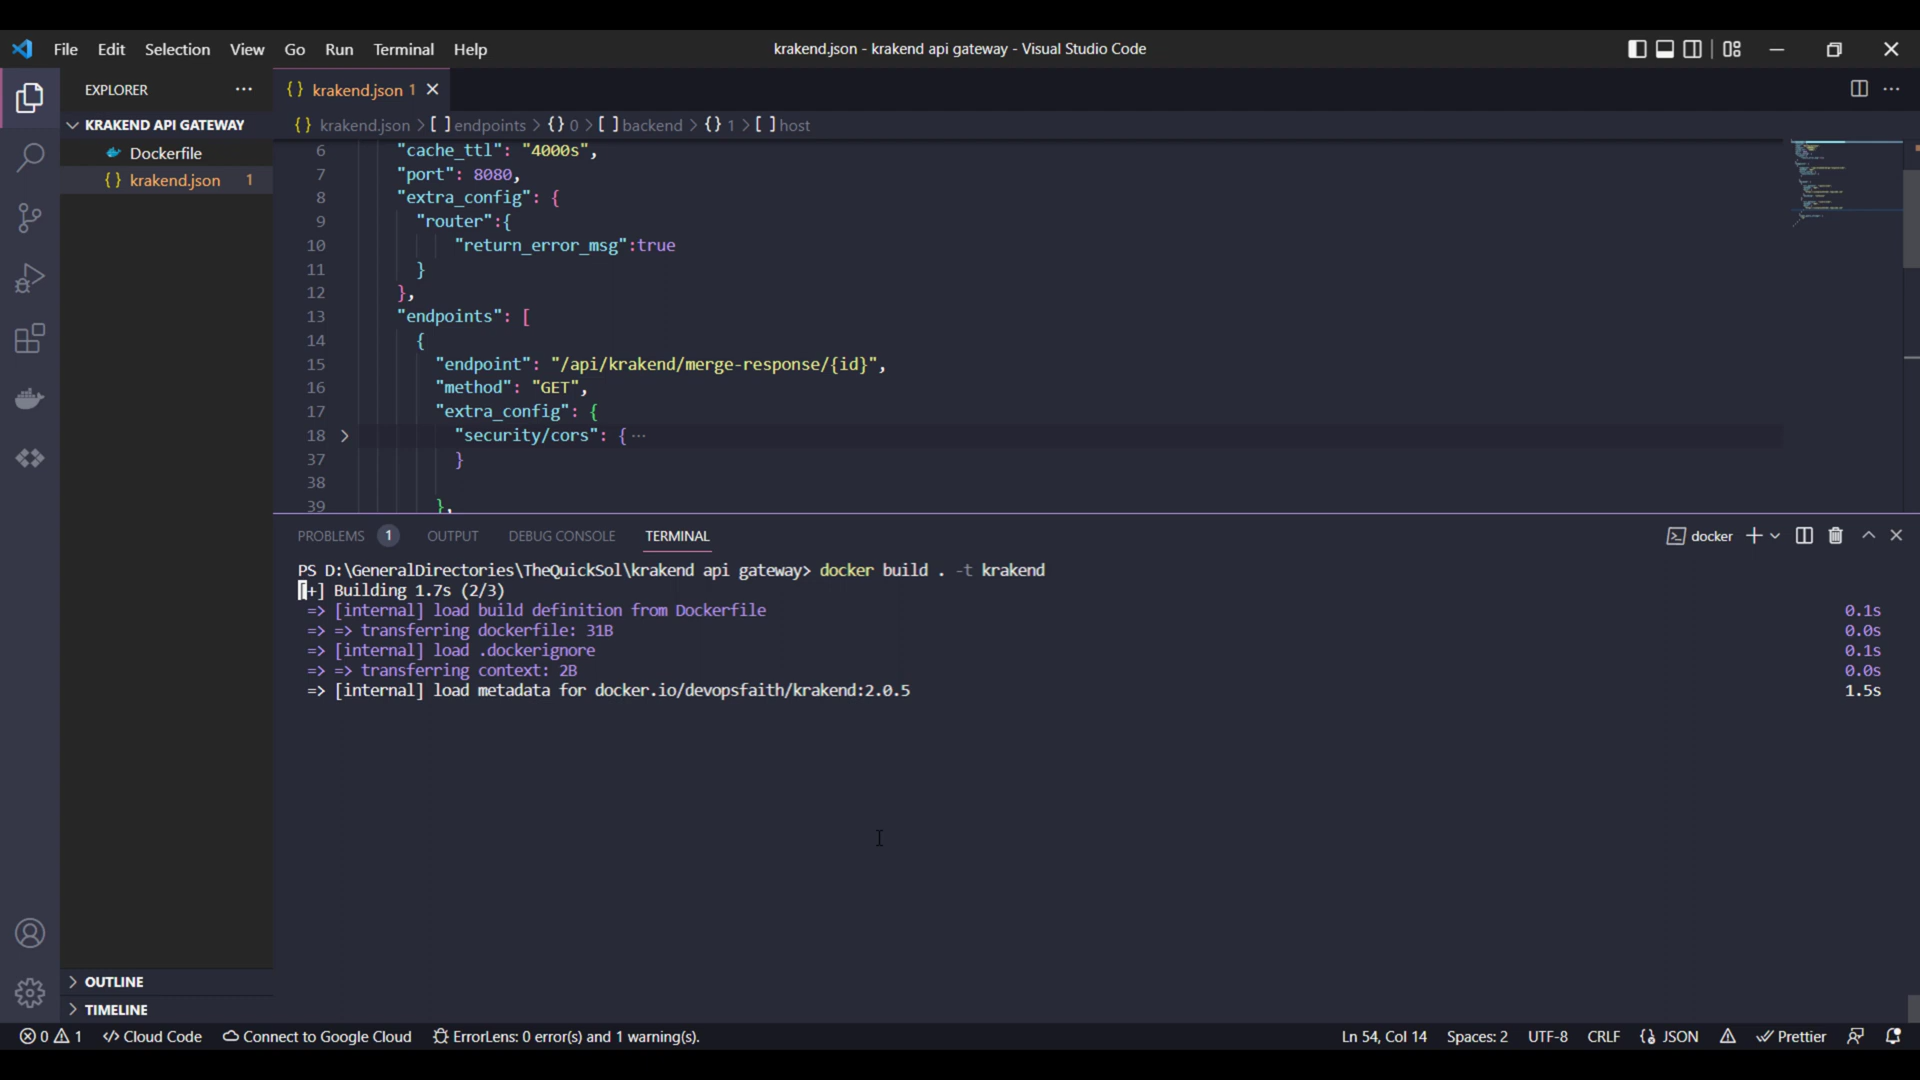 File Edit Selection View Go Run Terminal Help
krakend.json - krakend api gateway - Visual Studio Code
EXPLORER
KRAKEND API GATEWAY
Dockerfile
{} krakend.json 1
OUTLINE
TIMELINE
{} krakend.json 1
{} krakend.json > [ ] endpoints > {} 0 > [ ] backend > {} 1 > [ ] host
6 "cache_ttl": "4000s",
7 "port": 8080,
8 "extra_config": {
9 "router":{
10 "return_error_msg":true
11 }
12 },
13 "endpoints": [
14 {
15 "endpoint": "/api/krakend/merge-response/{id}",
16 "method": "GET",
17 "extra_config": {
18 "security/cors": { ...
37 }
38
39 },
PROBLEMS 1 OUTPUT DEBUG CONSOLE TERMINAL
docker
PS D:\GeneralDirectories\TheQuickSol\krakend api gateway> docker build . -t krakend
[+] Building 1.7s (2/3)
=> [internal] load build definition from Dockerfile 0.1s
=> => transferring dockerfile: 31B 0.0s
=> [internal] load .dockerignore 0.1s
=> => transferring context: 2B 0.0s
=> [internal] load metadata for docker.io/devopsfaith/krakend:2.0.5 1.5s
0 1 Cloud Code Connect to Google Cloud ErrorLens: 0 error(s) and 1 warning(s). Ln 54, Col 14 Spaces: 2 UTF-8 CRLF JSON Prettier